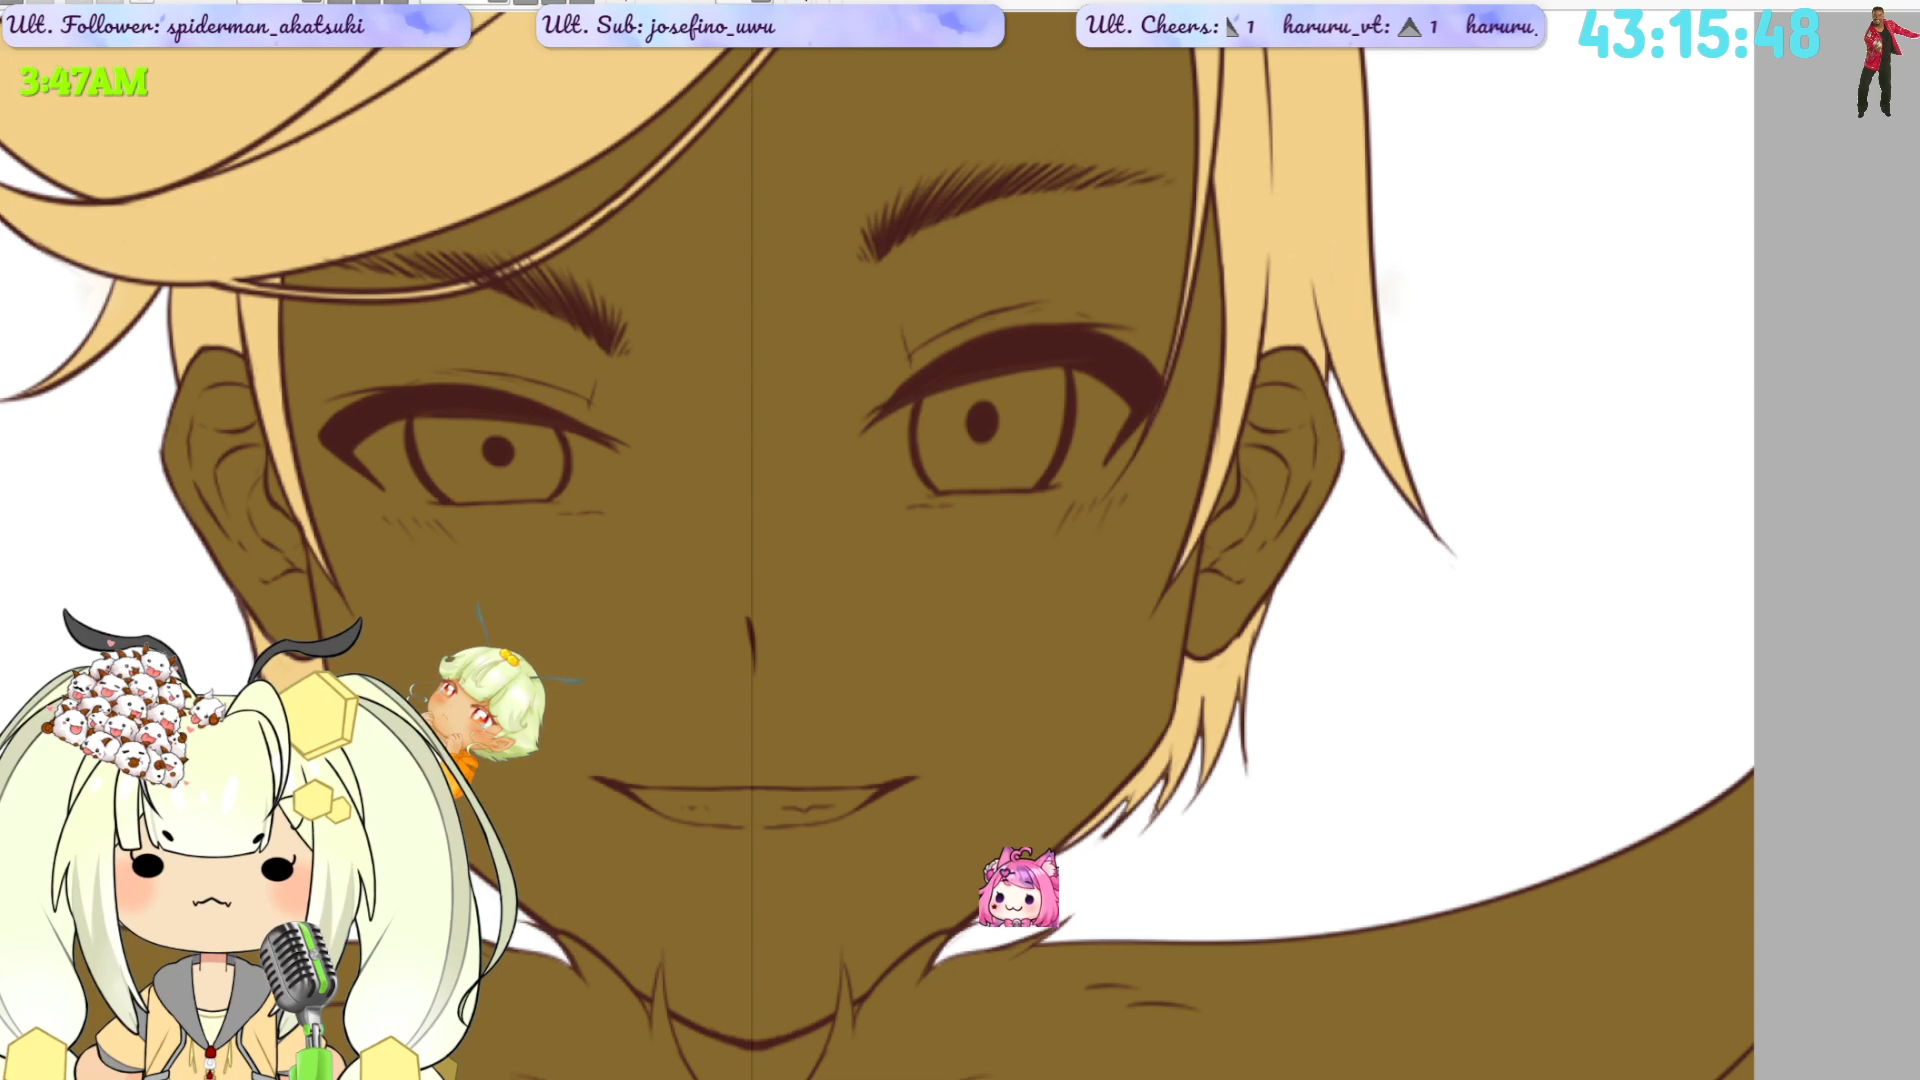 Ult. Follower: spiderman_akatsuki
Ult. Sub: josefino_uwu
Ult. Cheers: 1 haruru_vt: 1 haruru.
43:15:48
3:47AM